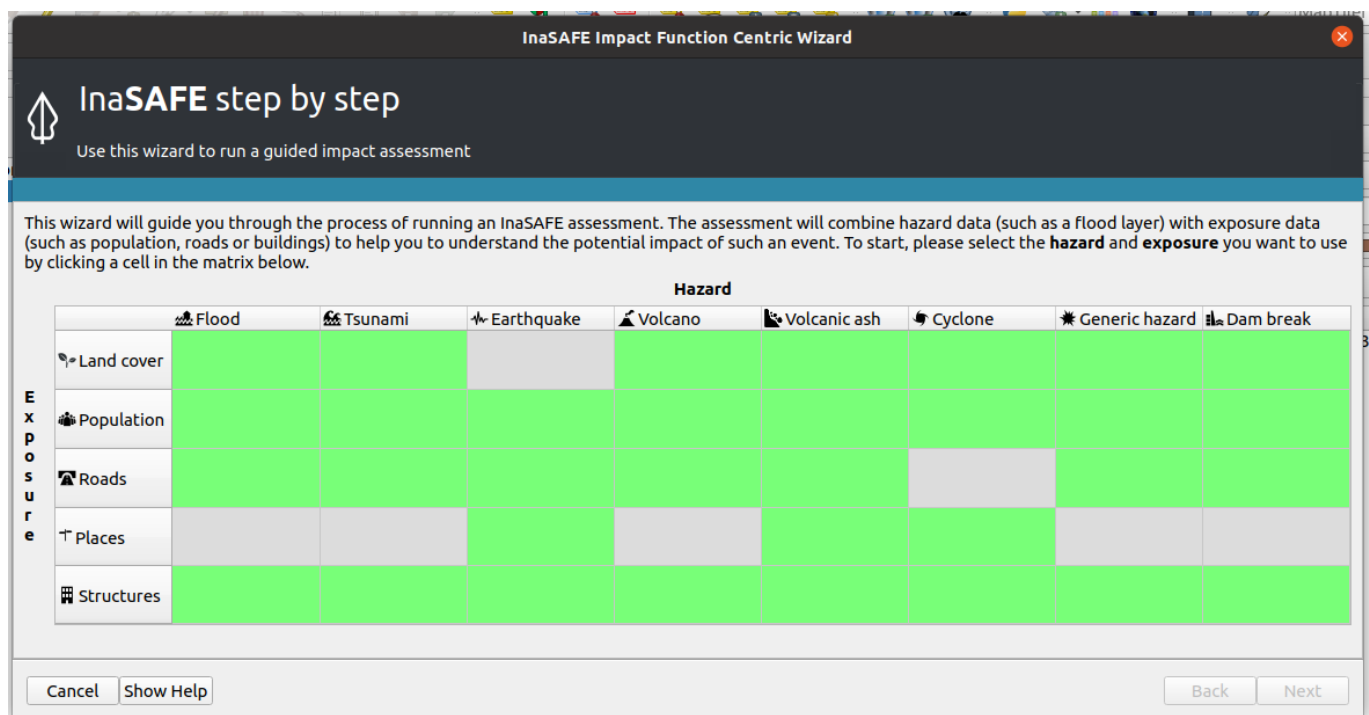 InaSAFE Impact Function Centric Wizard
InaSAFE step by step
Use this wizard to run a guided impact assessment
This wizard will guide you through the process of running an InaSAFE assessment. The assessment will combine hazard data (such as a flood layer) with exposure data
(such as population, roads or buildings) to help you to understand the potential impact of such an event. To start, please select the hazard and exposure you want to use
by clicking a cell in the matrix below.
Hazard
Flood Tsunami Earthquake Volcano Volcanic ash Cyclone Generic hazard Dam break
Exposure
Land cover
Population
Roads
Places
Structures
Cancel Show Help Back Next